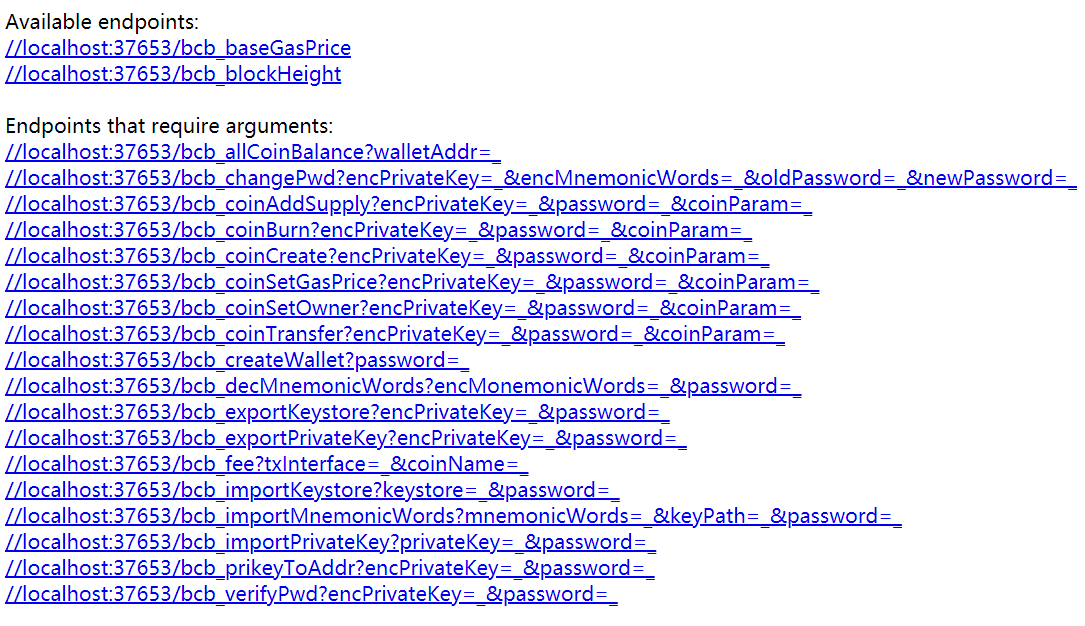 Available endpoints:
//localhost:37653/bcb_baseGasPrice
//localhost:37653/bcb_blockHeight
Endpoints that require arguments:
//localhost:37653/bcb_allCoinBalance?walletAddr=_
//localhost:37653/bcb_changePwd?encPrivateKey=_&encMnemonicWords=_&oldPassword=_&newPassword=_
//localhost:37653/bcb_coinAddSupply?encPrivateKey=_&password=_&coinParam=_
//localhost:37653/bcb_coinBurn?encPrivateKey=_&password=_&coinParam=_
//localhost:37653/bcb_coinCreate?encPrivateKey=_&password=_&coinParam=_
//localhost:37653/bcb_coinSetGasPrice?encPrivateKey=_&password=_&coinParam=_
//localhost:37653/bcb_coinSetOwner?encPrivateKey=_&password=_&coinParam=_
//localhost:37653/bcb_coinTransfer?encPrivateKey=_&password=_&coinParam=_
//localhost:37653/bcb_createWallet?password=_
//localhost:37653/bcb_decMnemonicWords?encMonemonicWords=_&password=_
//localhost:37653/bcb_exportKeystore?encPrivateKey=_&password=_
//localhost:37653/bcb_exportPrivateKey?encPrivateKey=_&password=_
//localhost:37653/bcb_fee?txInterface=_&coinName=_
//localhost:37653/bcb_importKeystore?keystore=_&password=_
//localhost:37653/bcb_importMnemonicWords?mnemonicWords=_&keyPath=_&password=_
//localhost:37653/bcb_importPrivateKey?privateKey=_&password=_
//localhost:37653/bcb_prikeyToAddr?encPrivateKey=_&password=_
//localhost:37653/bcb_verifyPwd?encPrivateKey=_&password=_